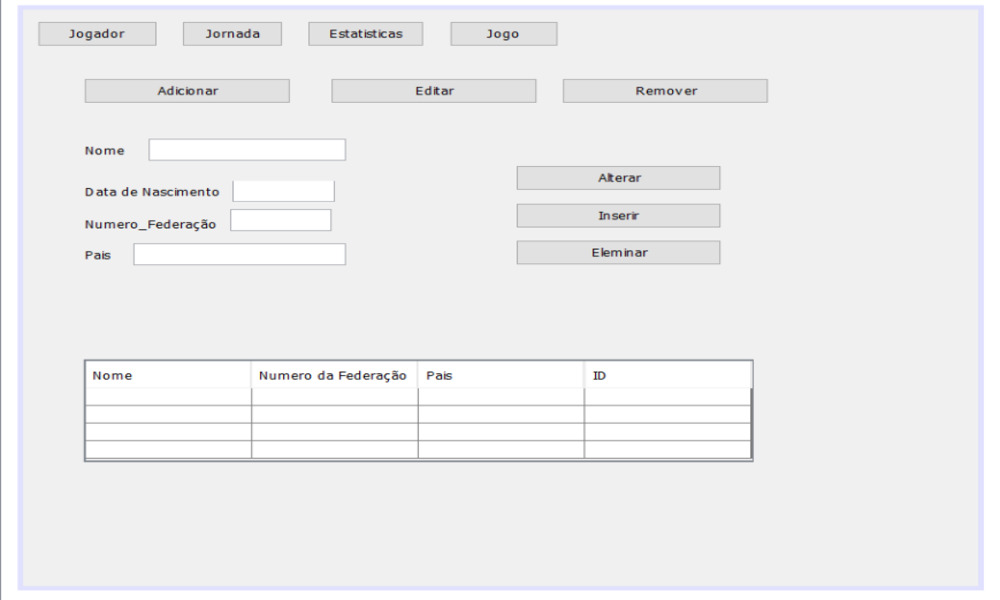 Jogador Jornada Estatisticas Jogo
Adicionar Editar Remover
Nome
Alterar
Data de Nascimento
Inserir
Numero_Federação
Eleminar
Pais
Nome Numero da Federação Pais ID